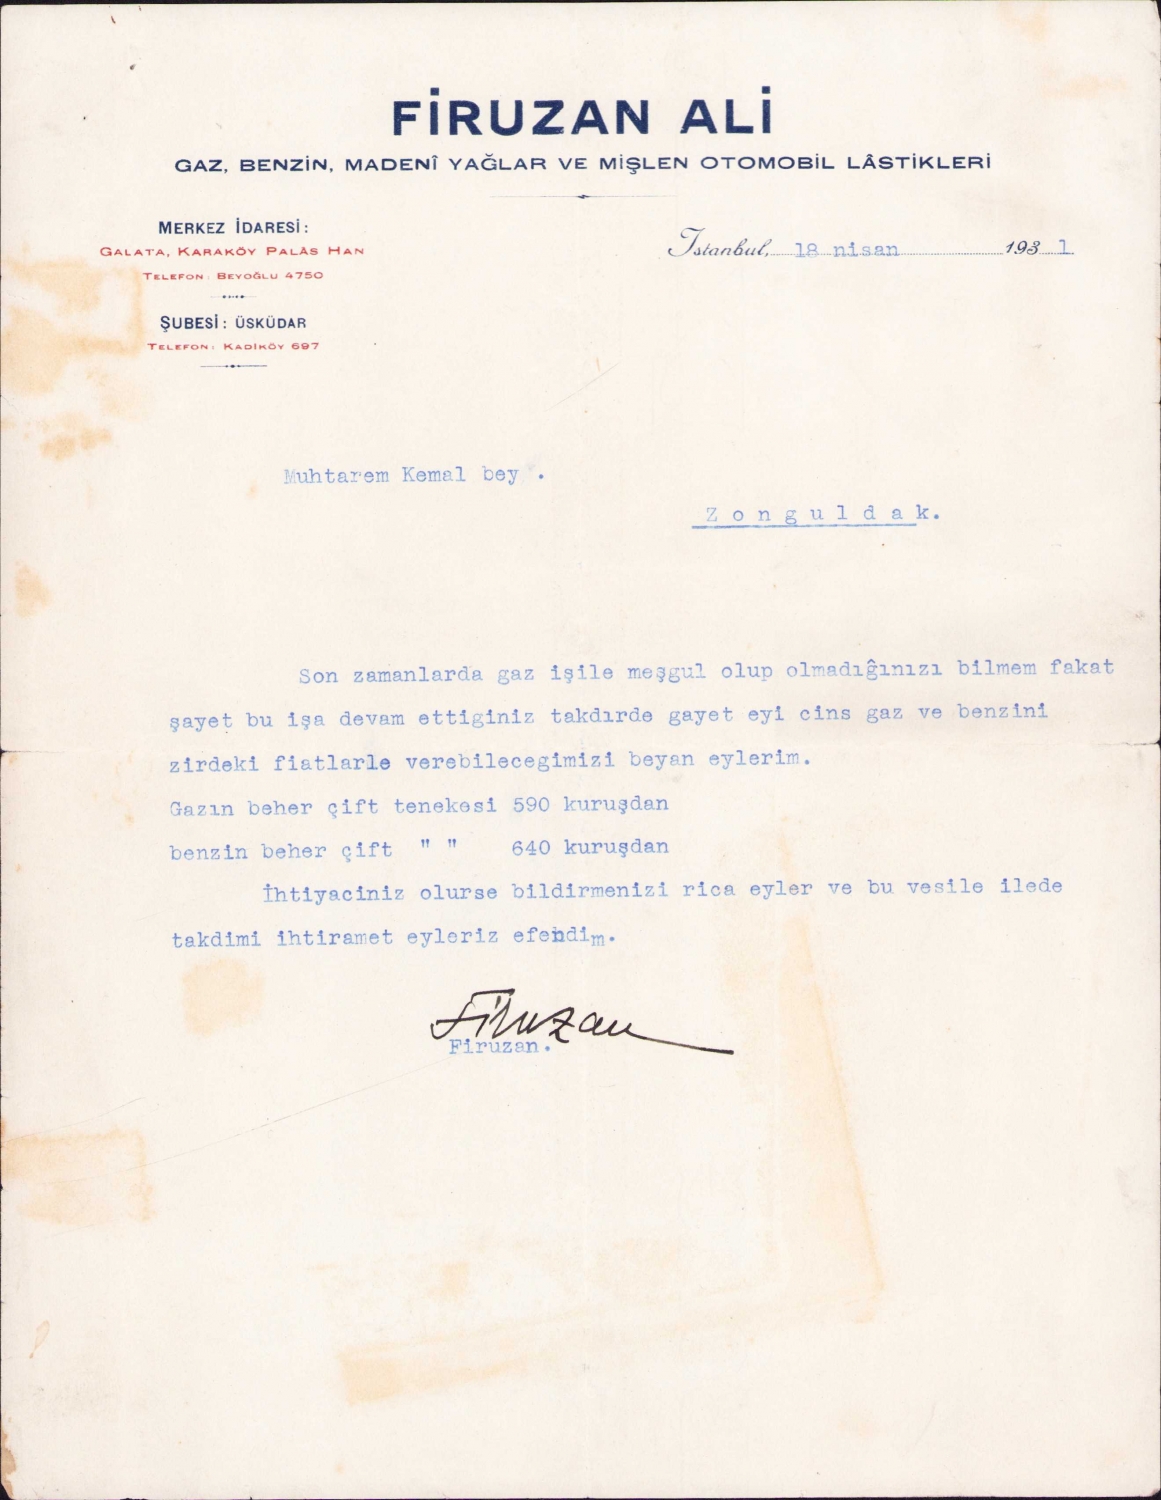 FİRUZAN ALİ
GAZ, BENZİN, MADENÎ YAĞLAR VE MİŞLEN OTOMOBİL LÂSTİKLERİ
MERKEZ İDARESİ:
GALATA, KARAKÖY PALÂS HAN
TELEFON: BEYOĞLU 4750
ŞUBESİ: ÜSKÜDAR
TELEFON: KADIKÖY 697
İstanbul, 18 nisan 1931
Muhtarem Kemal bey .
Zonguldak.
Son zamanlarda gaz işile meşgul olup olmadığınızı bilmem fakat
şayet bu işa devam ettiginiz takdırde gayet eyi cins gaz ve benzini
zirdeki fiatlarle verebilecegimizi beyan eylerim.
Gazın beher çift tenekesi 590 kuruşdan
benzin beher çift " " 640 kuruşdan
İhtiyaciniz olurse bildirmenizi rica eyler ve bu vesile ilede
takdimi ihtiramet eyleriz efendim.
Firuzan
Firuzan.